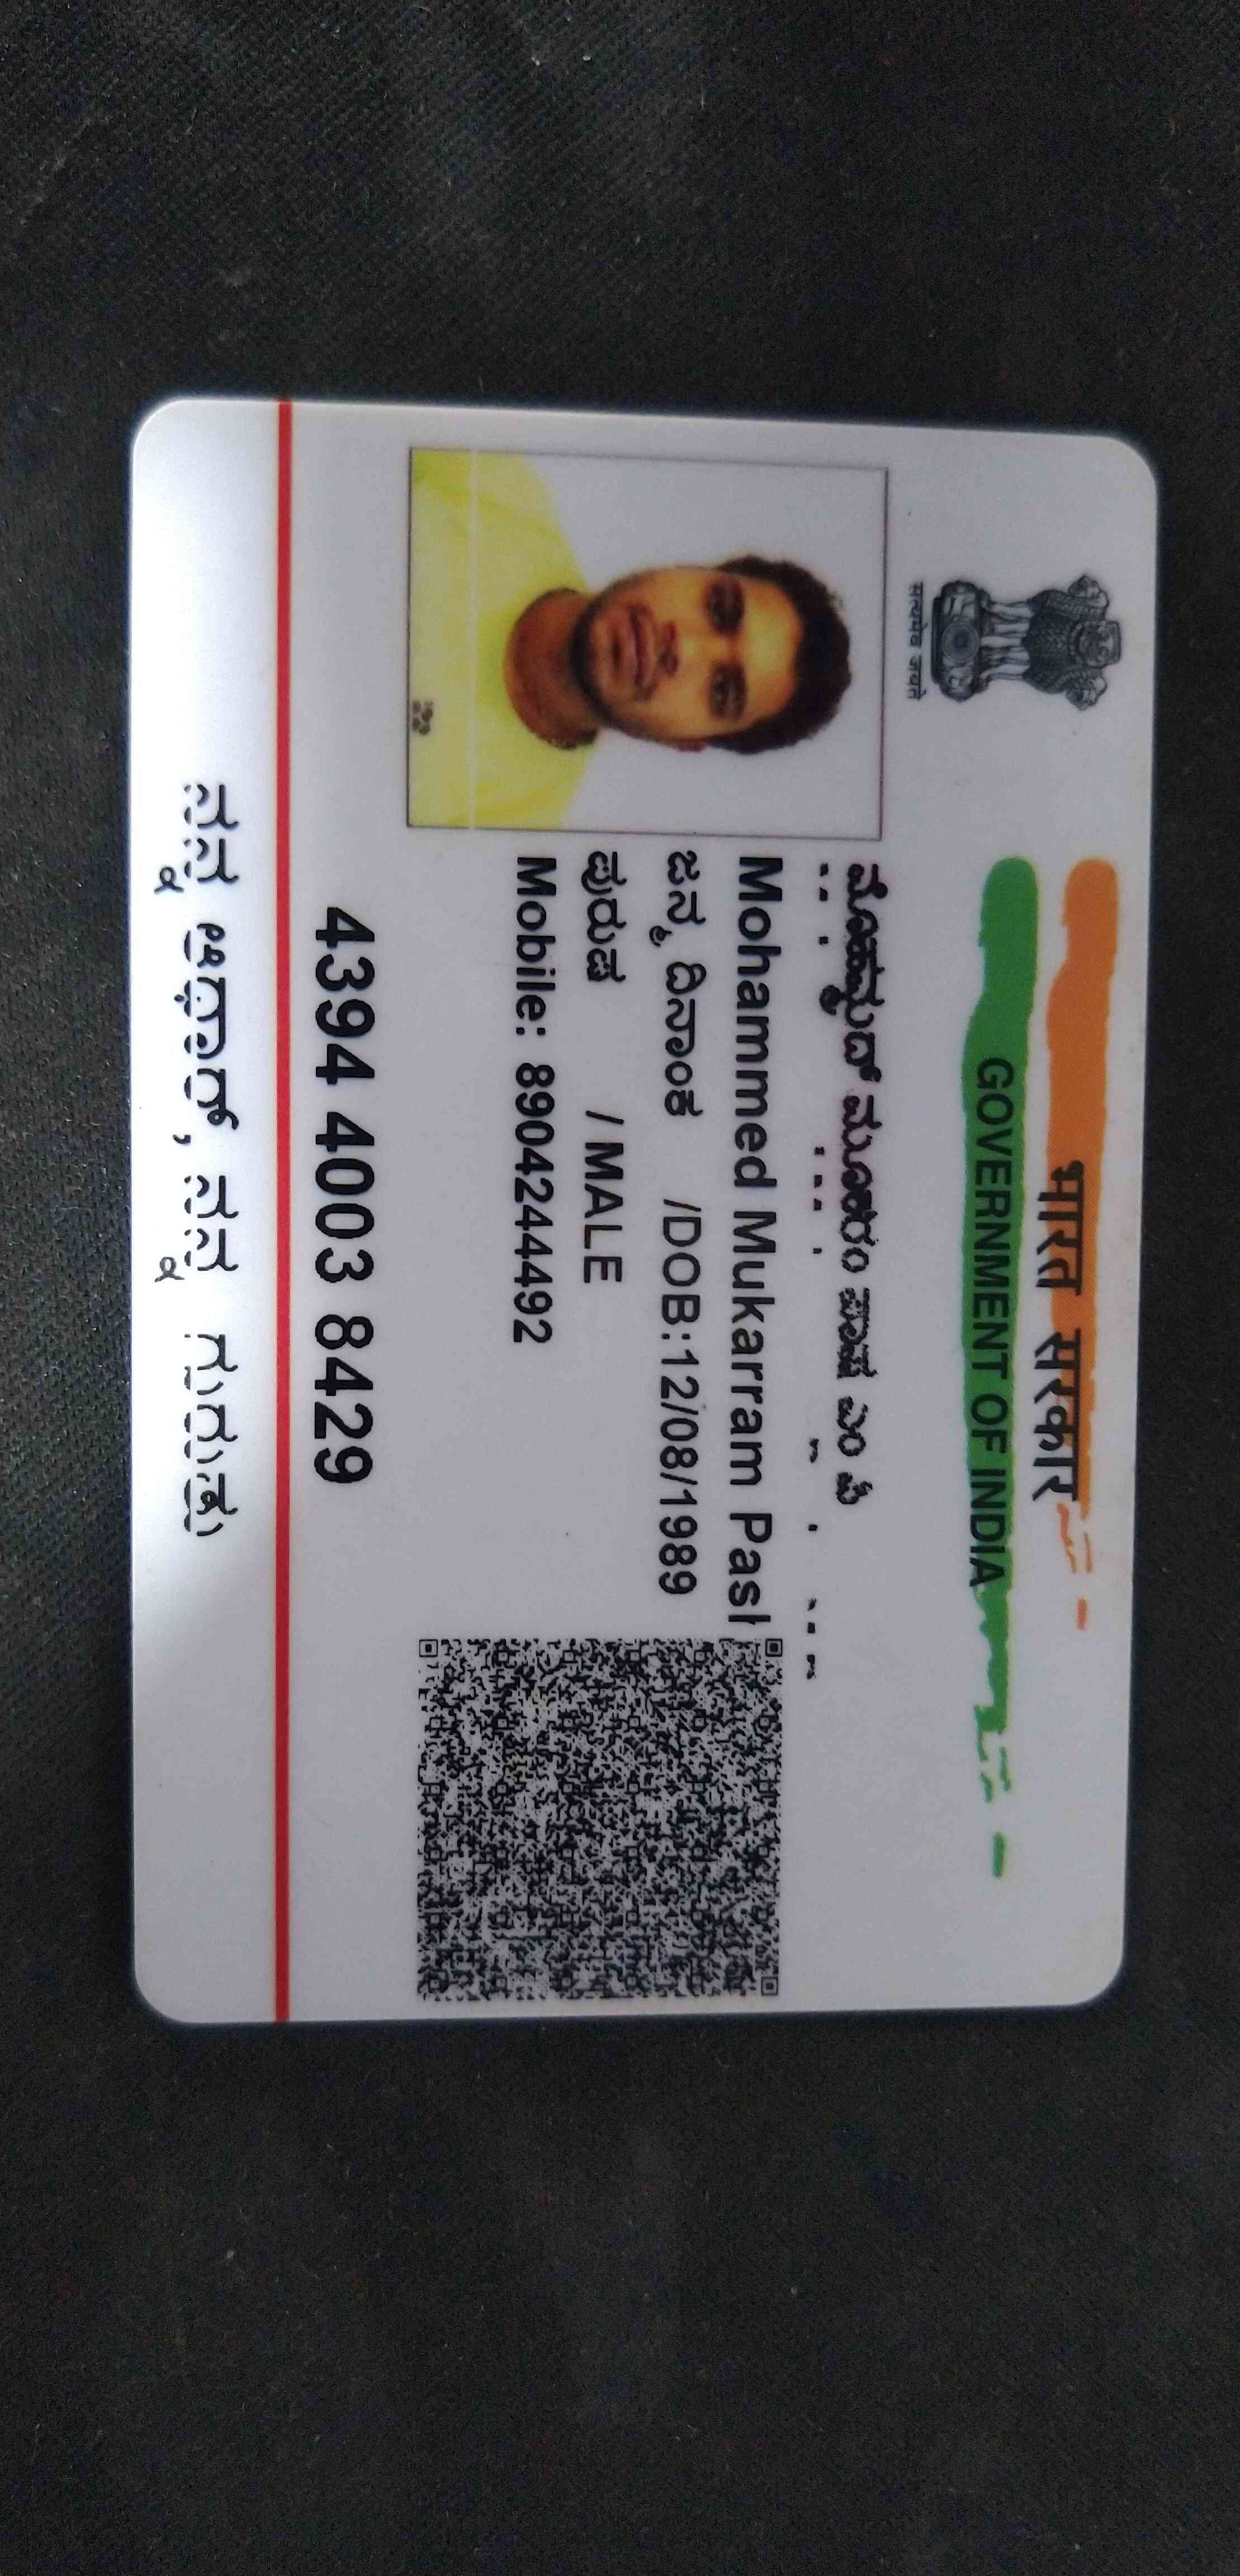 भारत सरकार
GOVERNMENT OF INDIA
सत्यमेव जयते
ಮೊಹಮ್ಮದ್ ಮುಕರಂ ಪಾಷ ಎಂ ಪಿ
Mohammed Mukarram Pash
ಜನ್ಮ ದಿನಾಂಕ /DOB:12/08/1989
ಪುರುಷ / MALE
Mobile: 8904244492
4394 4003 8429
ನನ್ನ ಆಧಾರ್, ನನ್ನ ಗುರುತು